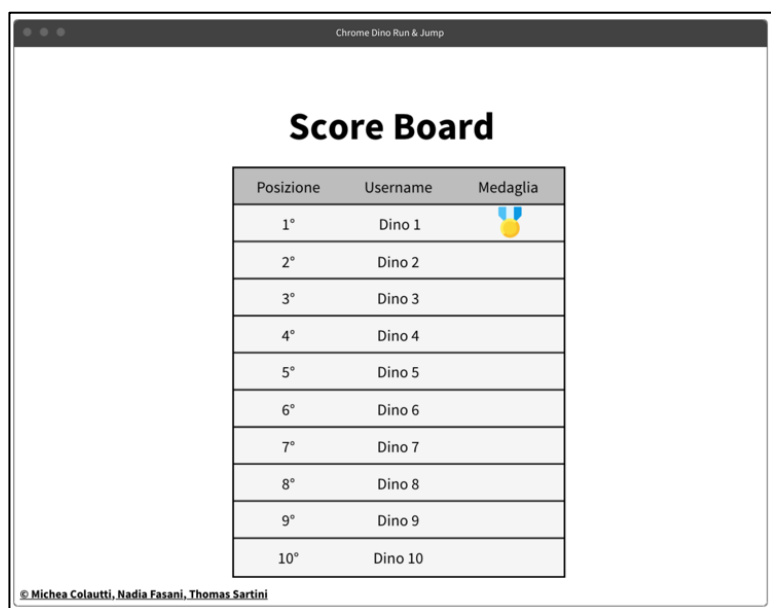 Chrome Dino Run & Jump
Score Board
Posizione Username Medaglia
1° Dino 1
2° Dino 2
3° Dino 3
4° Dino 4
5° Dino 5
6° Dino 6
7° Dino 7
8° Dino 8
9° Dino 9
10° Dino 10
© Michea Colautti, Nadia Fasani, Thomas Sartini